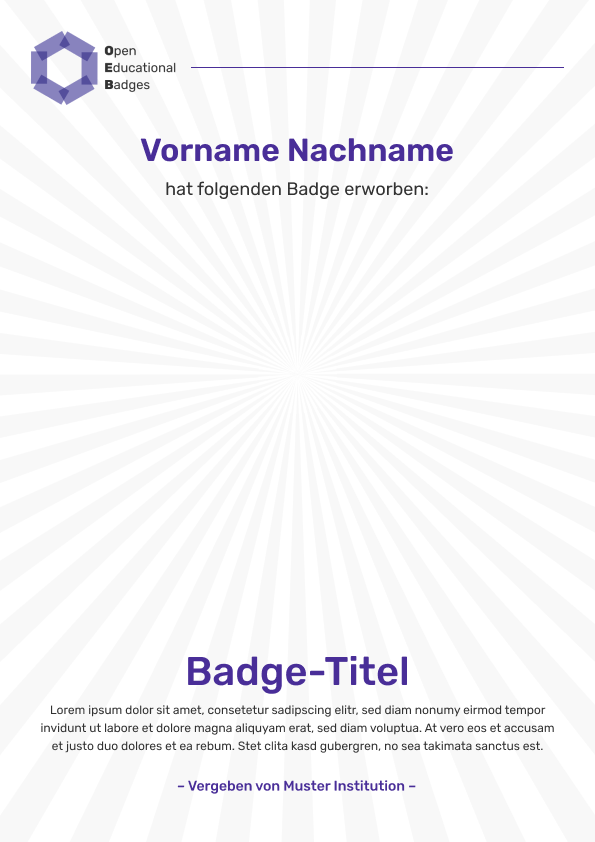 Open
Educational
Badges
Vorname Nachname
hat folgenden Badge erworben:
Badge-Titel
Lorem ipsum dolor sit amet, consetetur sadipscing elitr, sed diam nonumy eirmod tempor
invidunt ut labore et dolore magna aliquyam erat, sed diam voluptua. At vero eos et accusam
et justo duo dolores et ea rebum. Stet clita kasd gubergren, no sea takimata sanctus est.
– Vergeben von Muster Institution –